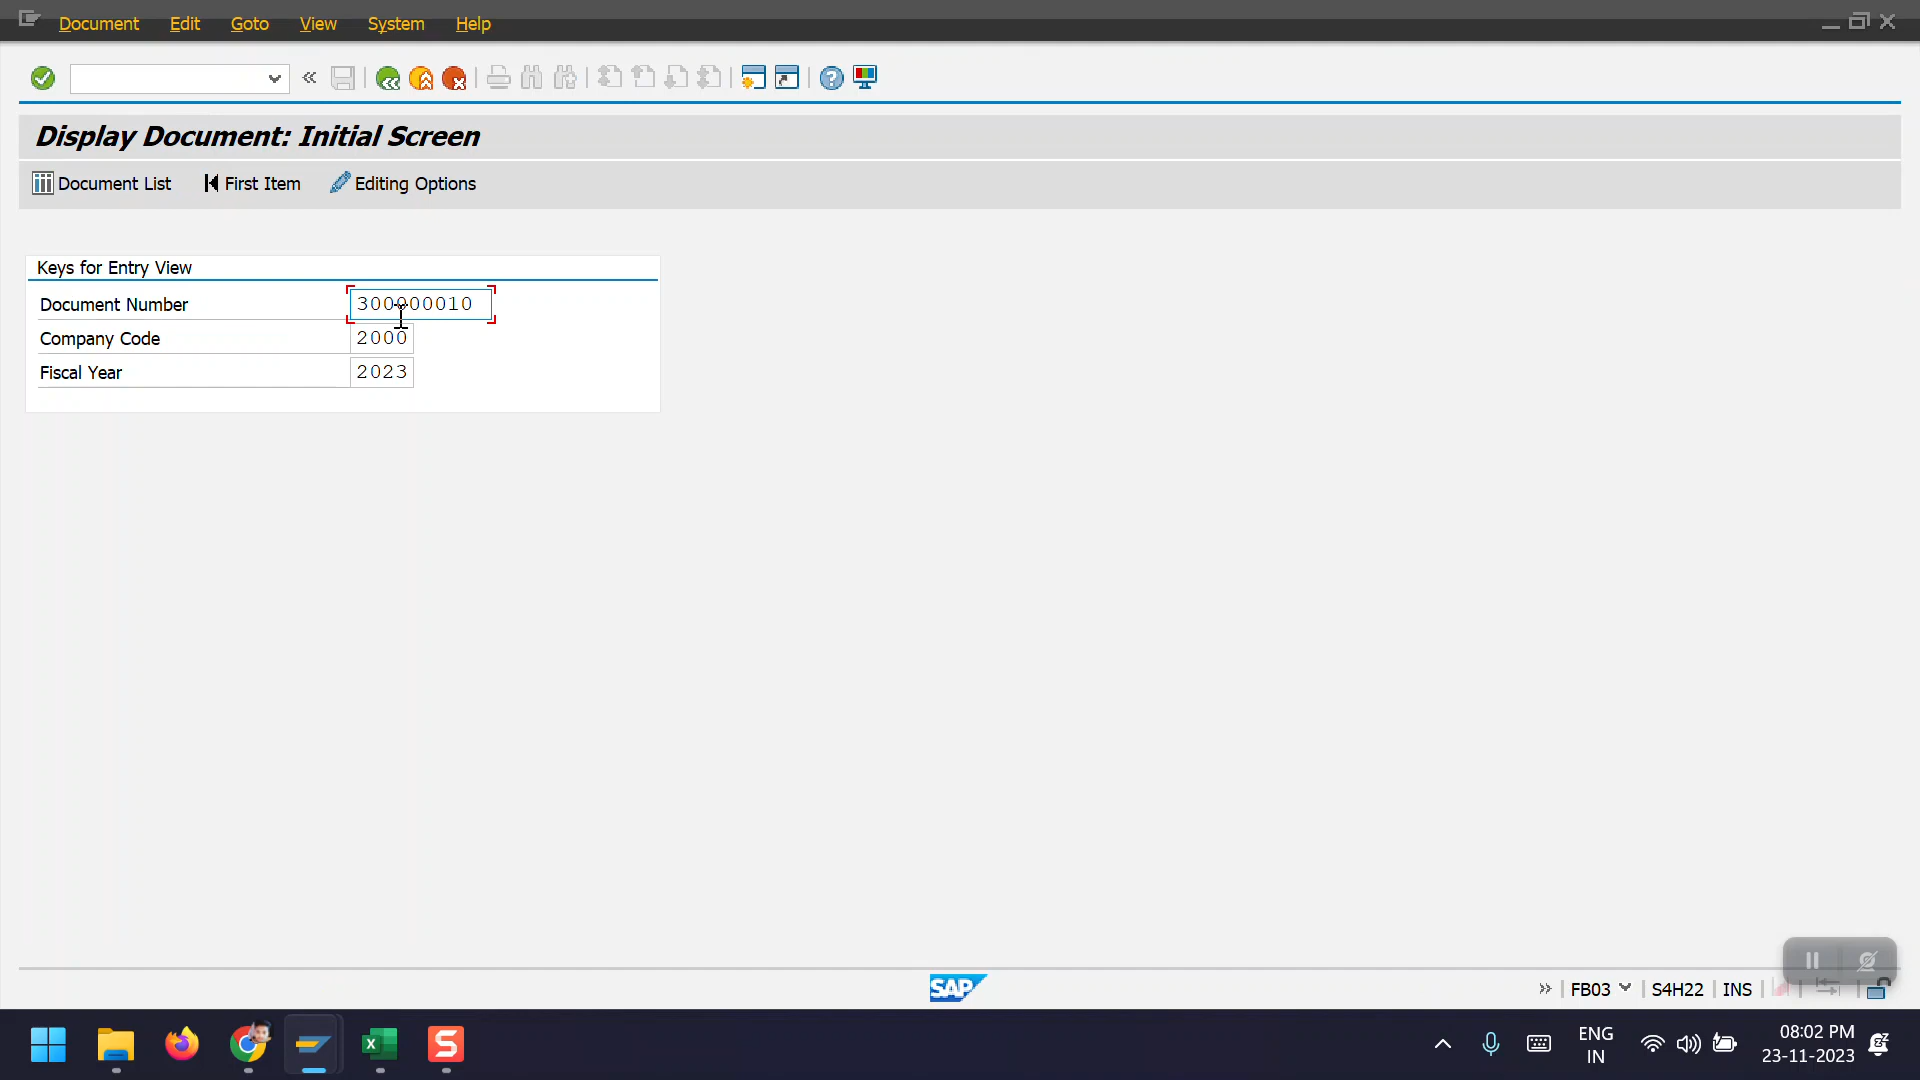 Document Edit Goto View System Help
Display Document: Initial Screen
Document List First Item Editing Options
Keys for Entry View
Document Number 300000010
Company Code 2000
Fiscal Year 2023
SAP
FB03 S4H22 INS
ENG
IN
08:02 PM
23-11-2023